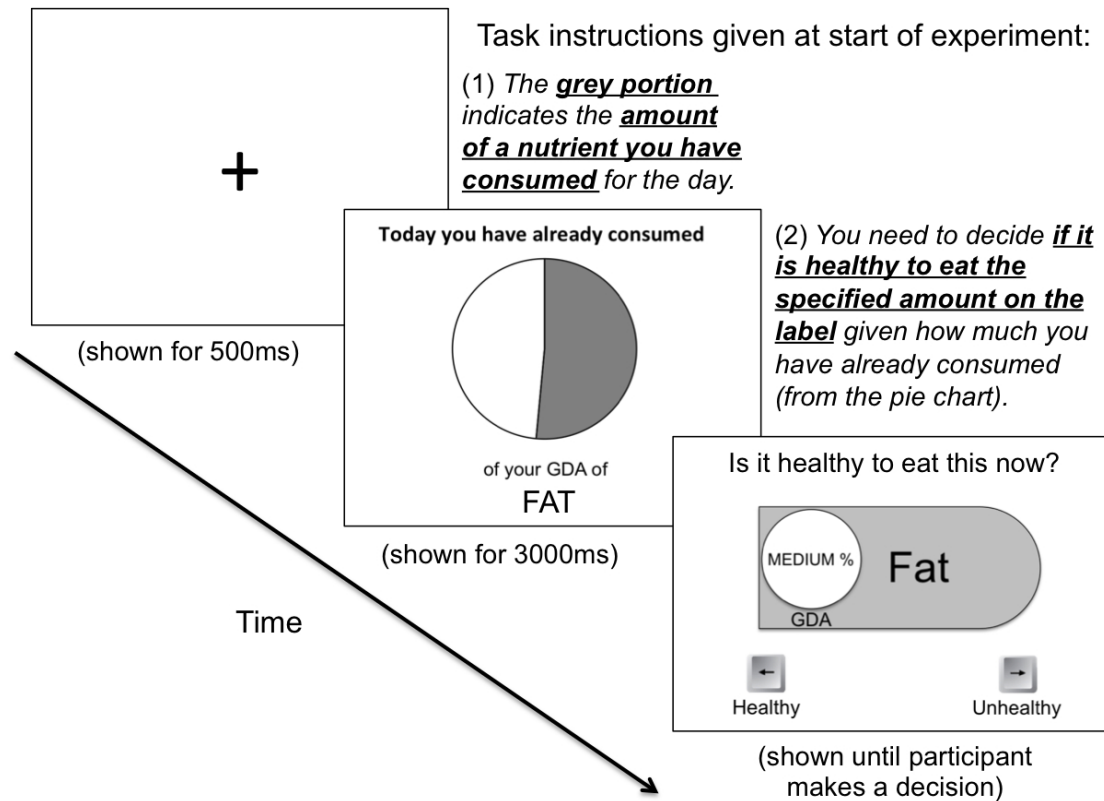 Task instructions given at start of experiment:
(1) The grey portion
indicates the amount
of a nutrient you have
consumed for the day.
+
(shown for 500ms)
Today you have already consumed
of your GDA of
FAT
(shown for 3000ms)
(2) You need to decide if it
is healthy to eat the
specified amount on the
label given how much you
have already consumed
(from the pie chart).
Is it healthy to eat this now?
MEDIUM %
Fat
GDA
←
→
Healthy
Unhealthy
(shown until participant
makes a decision)
Time